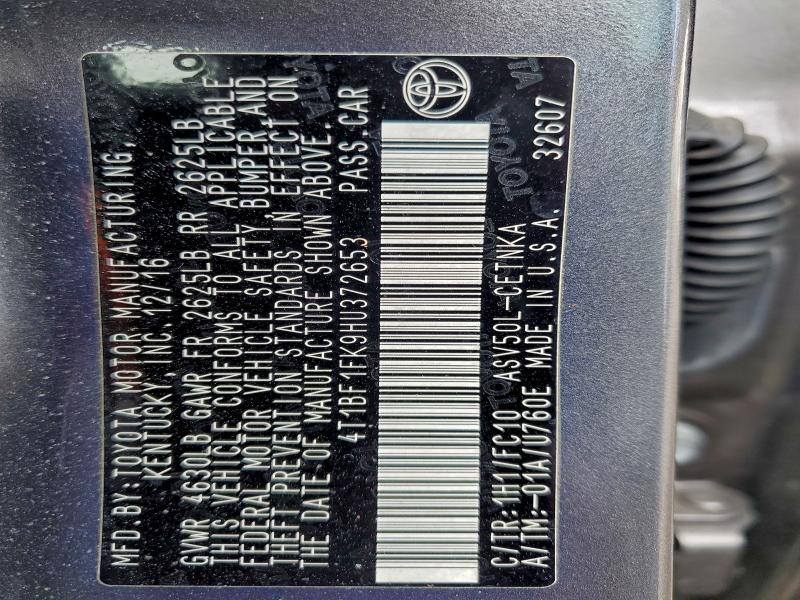 MFD.BY:TOYOTA MOTOR MANUFACTURING,
KENTUCKY, INC. 12/16
GVWR 4630LB GAWR FR 2625LB RR 2625LB
THIS VEHICLE CONFORMS TO ALL APPLICABLE
FEDERAL MOTOR VEHICLE SAFETY BUMPER AND
THEFT PREVENTION STANDARDS IN EFFECT ON
THE DATE OF MANUFACTURE SHOWN ABOVE.
4T1BF1FK9HU372653 PASS.CAR
C/TR:1H1/FC10 ASV50L-CETNKA
A/TM:-01A/U760E MADE IN U.S.A. 32607